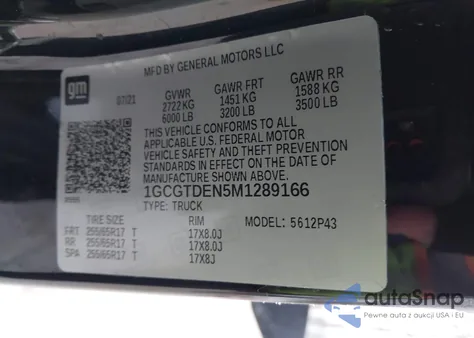 MFD BY GENERAL MOTORS LLC
gm
07/21
GVWR GAWR FRT GAWR RR
2722 KG 1451 KG 1588 KG
6000 LB 3200 LB 3500 LB
THIS VEHICLE CONFORMS TO ALL
APPLICABLE U.S. FEDERAL MOTOR
VEHICLE SAFETY AND THEFT PREVENTION
STANDARDS IN EFFECT ON THE DATE OF
MANUFACTURE SHOWN ABOVE.
1GCGTDEN5M1289166
TYPE: TRUCK
MODEL: 5612P43
TIRE SIZE RIM
FRT 255/65R17 T 17X8.0J
RR 255/65R17 T 17X8.0J
SPA 255/65R17 T 17X8J
autoSnap
Pewne auta z aukcji USA i EU